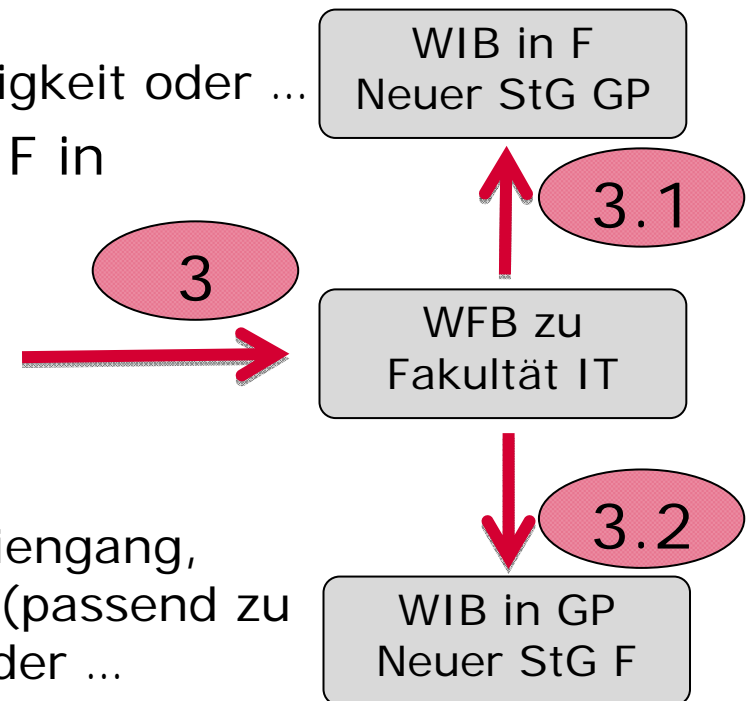 WIB in F
Neuer StG GP
igkeit oder ...
F in
3.1
3
WFB zu
Fakultät IT
3.2
iengang,
(passend zu
der ...
WIB in GP
Neuer StG F